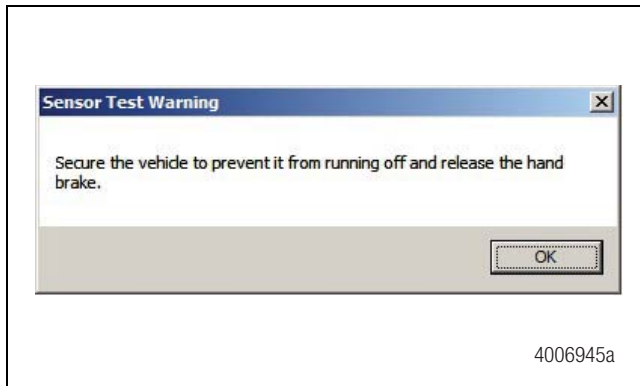 Sensor Test Warning
Secure the vehicle to prevent it from running off and release the hand
brake.
OK
4006945a